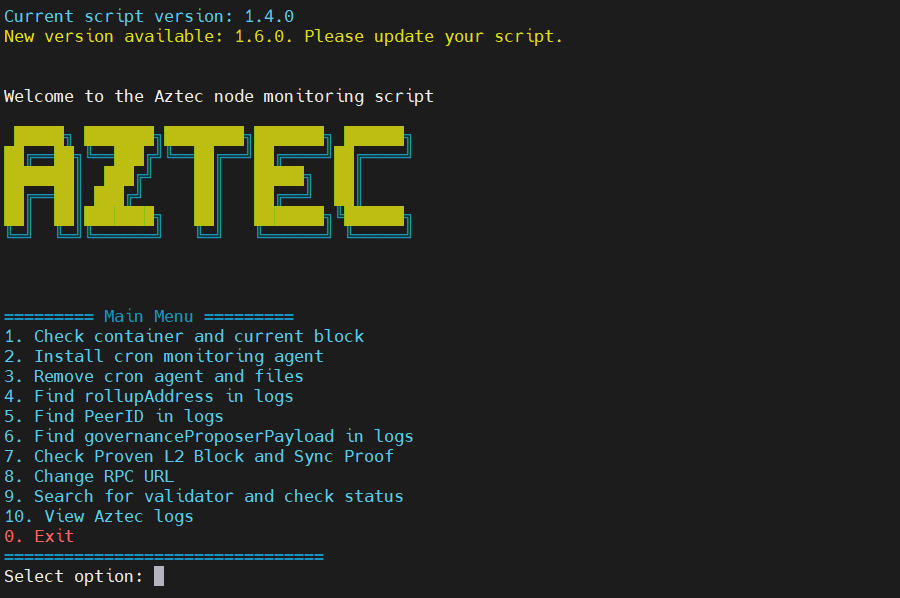 Current script version: 1.4.0
New version available: 1.6.0. Please update your script.
Welcome to the Aztec node monitoring script
AZTEC
========= Main Menu =========
1. Check container and current block
2. Install cron monitoring agent
3. Remove cron agent and files
4. Find rollupAddress in logs
5. Find PeerID in logs
6. Find governanceProposerPayload in logs
7. Check Proven L2 Block and Sync Proof
8. Change RPC URL
9. Search for validator and check status
10. View Aztec logs
0. Exit
================================
Select option: